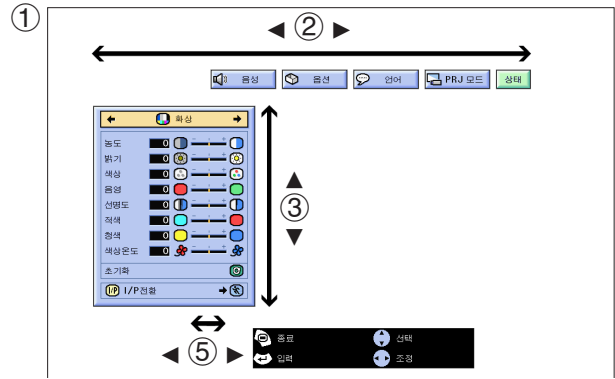 ①
◀ ② ▶
음성 옵션 언어 PRJ 모드 상태
화상
농도 0
밝기 0
색상 0
음영 0
선명도 0
적색 0
청색 0
색상온도 0
초기화
I/P I/P전환
▲
③
▼
◀ ⑤ ▶
종료 선택
입력 조정